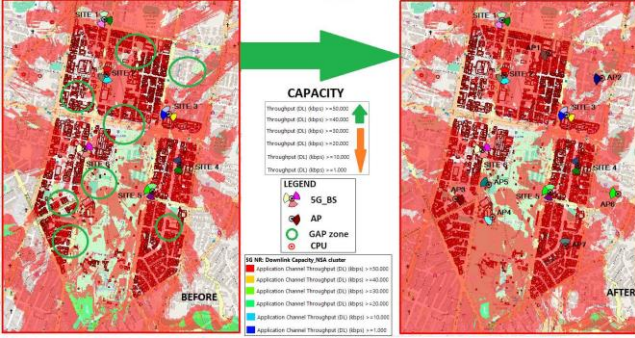 SITE 1
SITE 2
SITE 3
SITE 4
SITE 5
BEFORE
CAPACITY
Throughput (DL) (kbps) >=50.000
Throughput (DL) (kbps) >=40.000
Throughput (DL) (kbps) >=30.000
Throughput (DL) (kbps) >=20.000
Throughput (DL) (kbps) >=10.000
Throughput (DL) (kbps) >=1.000
LEGEND
5G_BS
AP
GAP zone
CPU
5G NR: Downlink Capacity_NSA cluster
Application Channel Throughput (DL) (kbps) >=50.000
Application Channel Throughput (DL) (kbps) >=40.000
Application Channel Throughput (DL) (kbps) >=30.000
Application Channel Throughput (DL) (kbps) >=20.000
Application Channel Throughput (DL) (kbps) >=10.000
Application Channel Throughput (DL) (kbps) >=1.000
SITE 1
AP1
SITE 2
AP2
SITE 3
SITE 4
AP5
AP3
SITE 5
AP6
AP4
AP7
AFTER